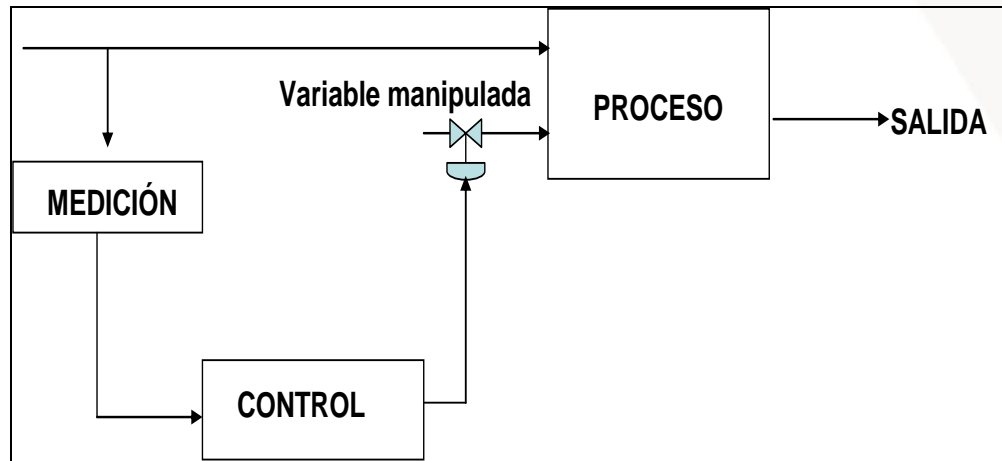 Variable manipulada
PROCESO
SALIDA
MEDICIÓN
CONTROL